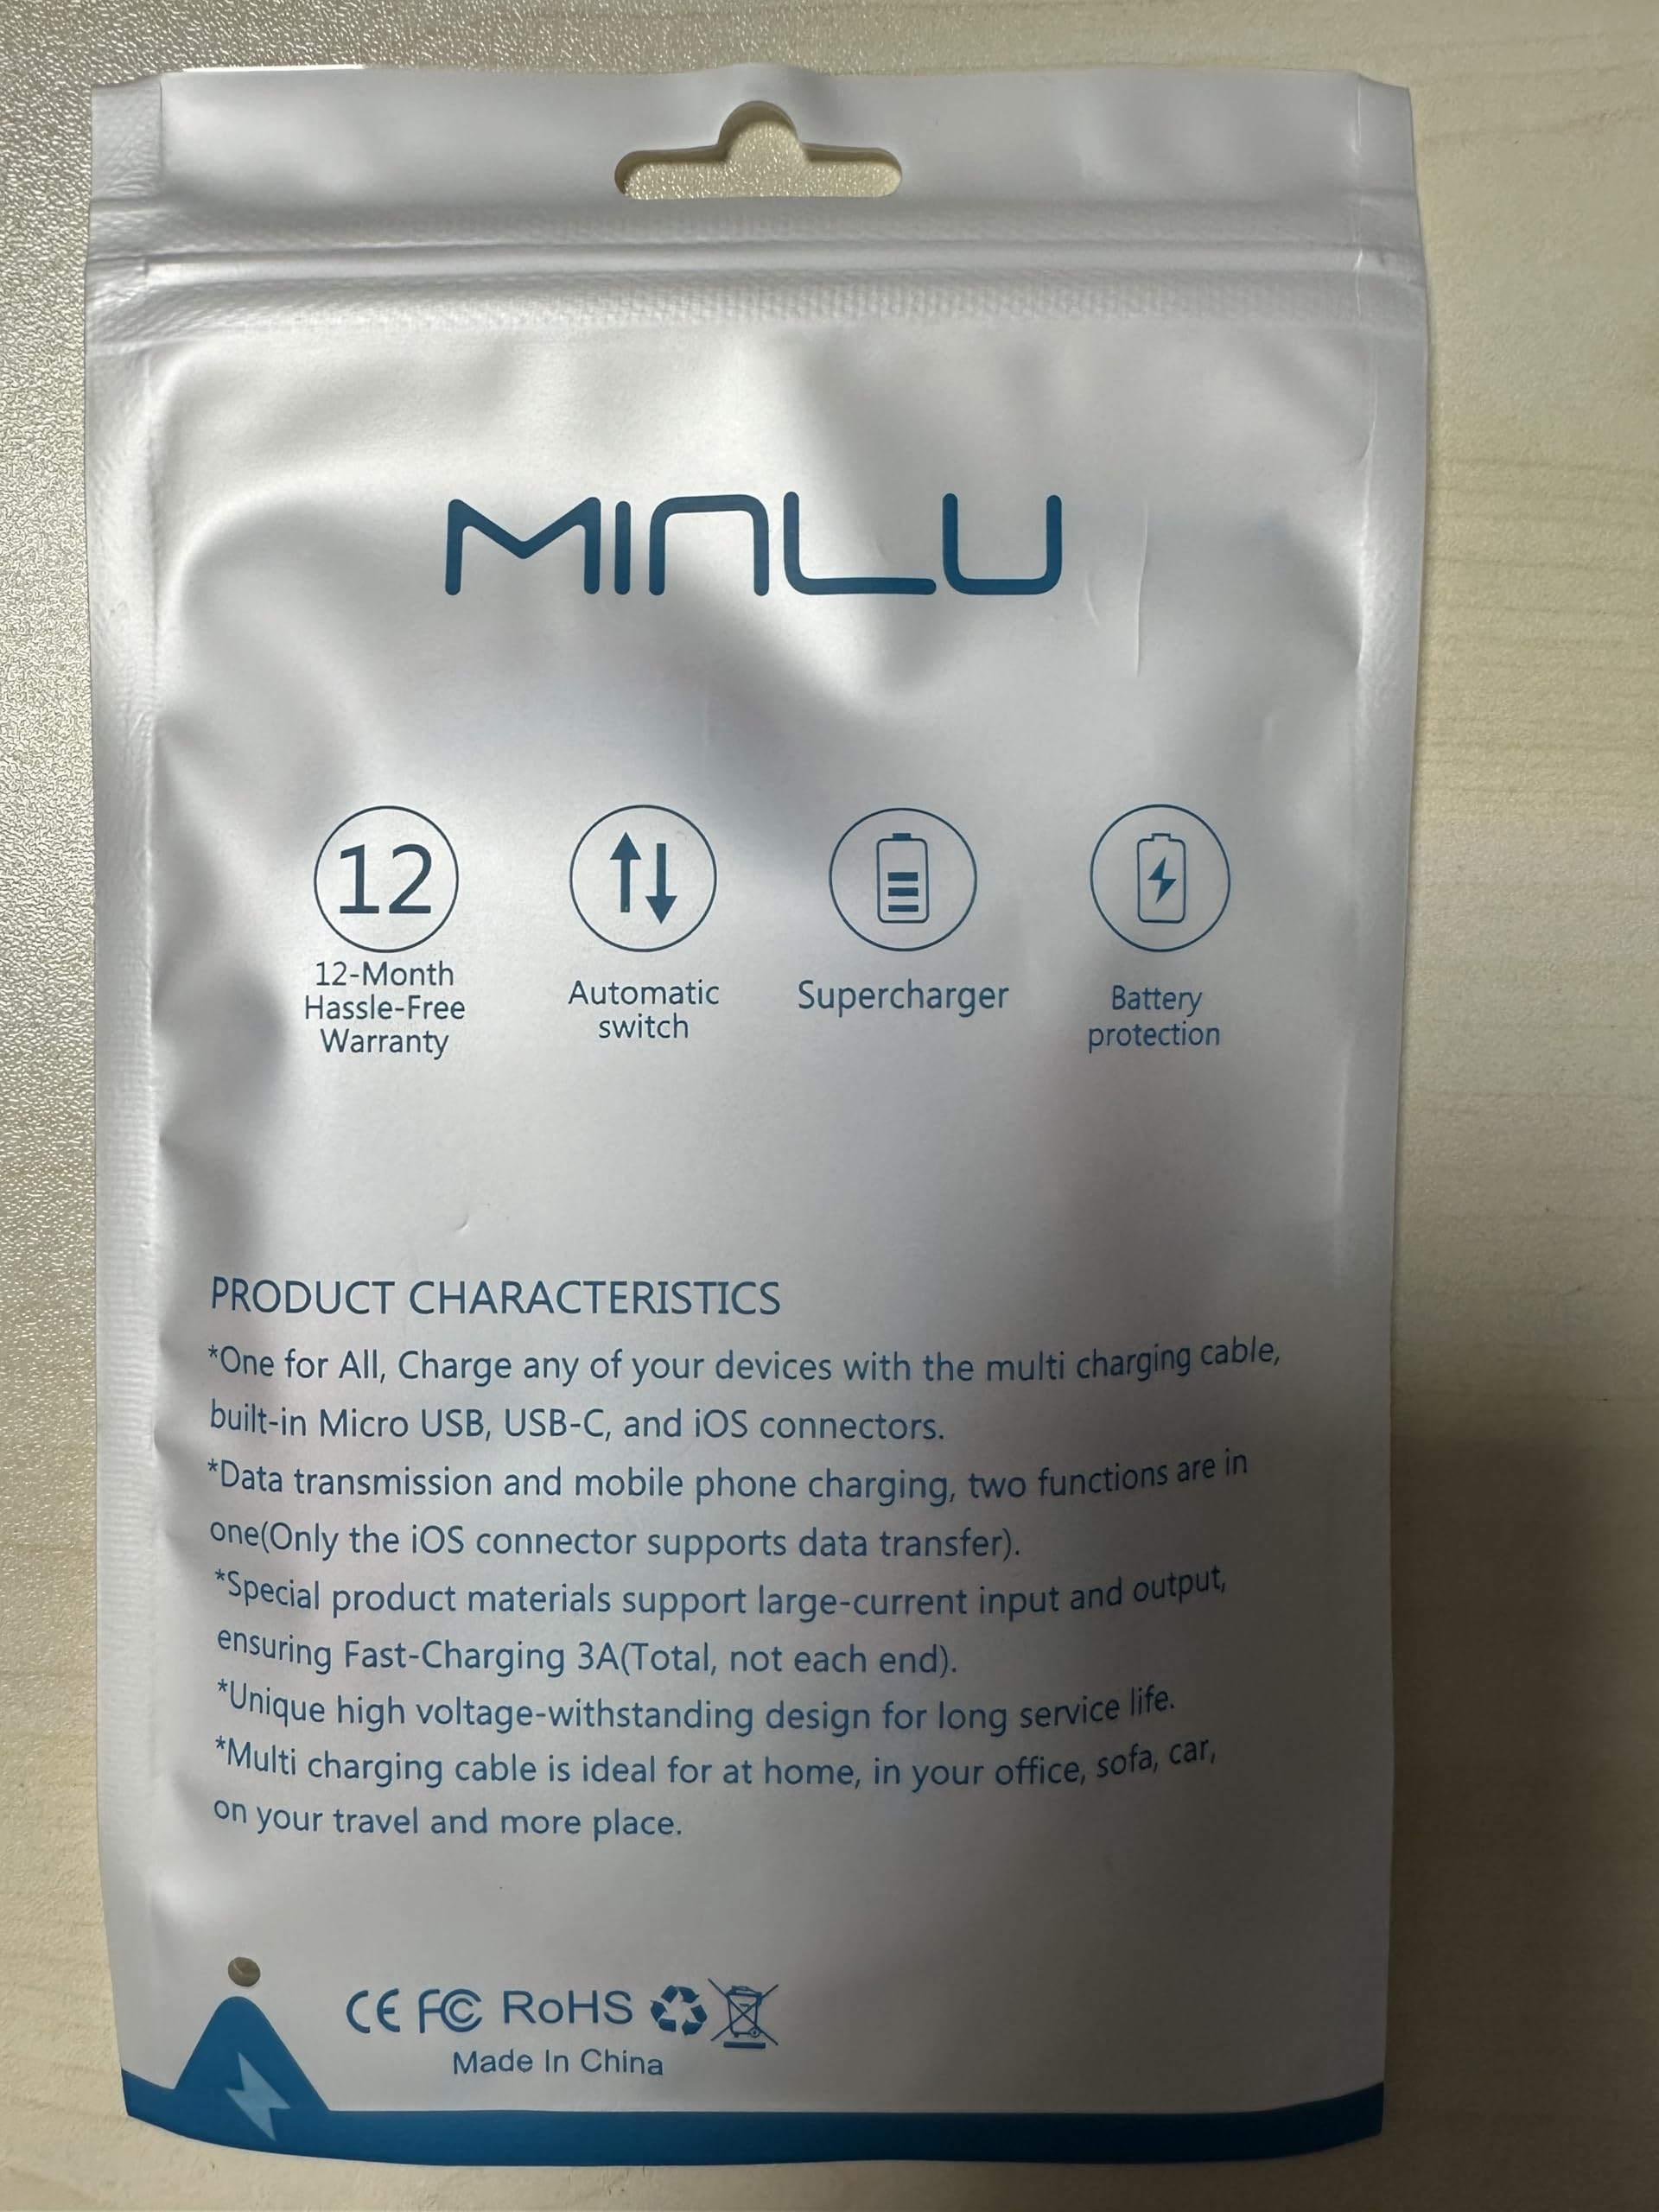 MINLU
12
12-Month
Hassle-Free
Warranty
Automatic
switch
Supercharger
Battery
protection
PRODUCT CHARACTERISTICS
*One for All, Charge any of your devices with the multi charging cable,
built-in Micro USB, USB-C, and iOS connectors.
*Data transmission and mobile phone charging, two functions are in
one(Only the iOS connector supports data transfer).
*Special product materials support large-current input and output,
ensuring Fast-Charging 3A(Total, not each end).
*Unique high voltage-withstanding design for long service life.
*Multi charging cable is ideal for at home, in your office, sofa, car,
on your travel and more place.
CE FC RoHS
Made In China